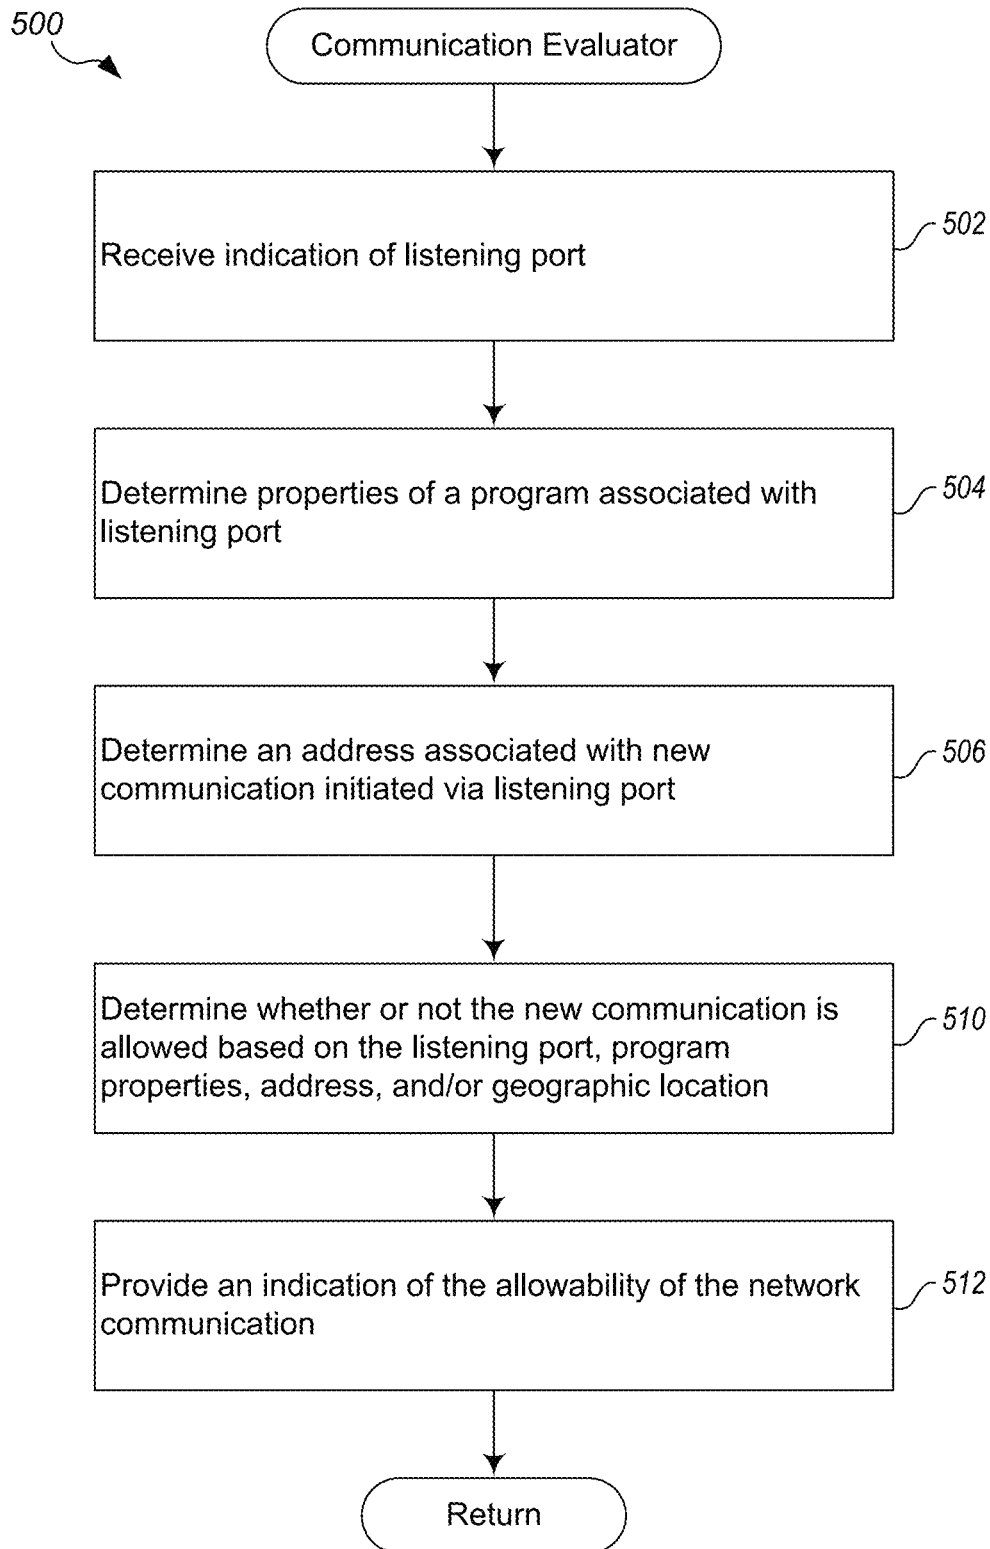 500
Communication Evaluator
Receive indication of listening port
502
Determine properties of a program associated with
listening port
504
Determine an address associated with new
communication initiated via listening port
506
Determine whether or not the new communication is
allowed based on the listening port, program
properties, address, and/or geographic location
510
Provide an indication of the allowability of the network
communication
512
Return